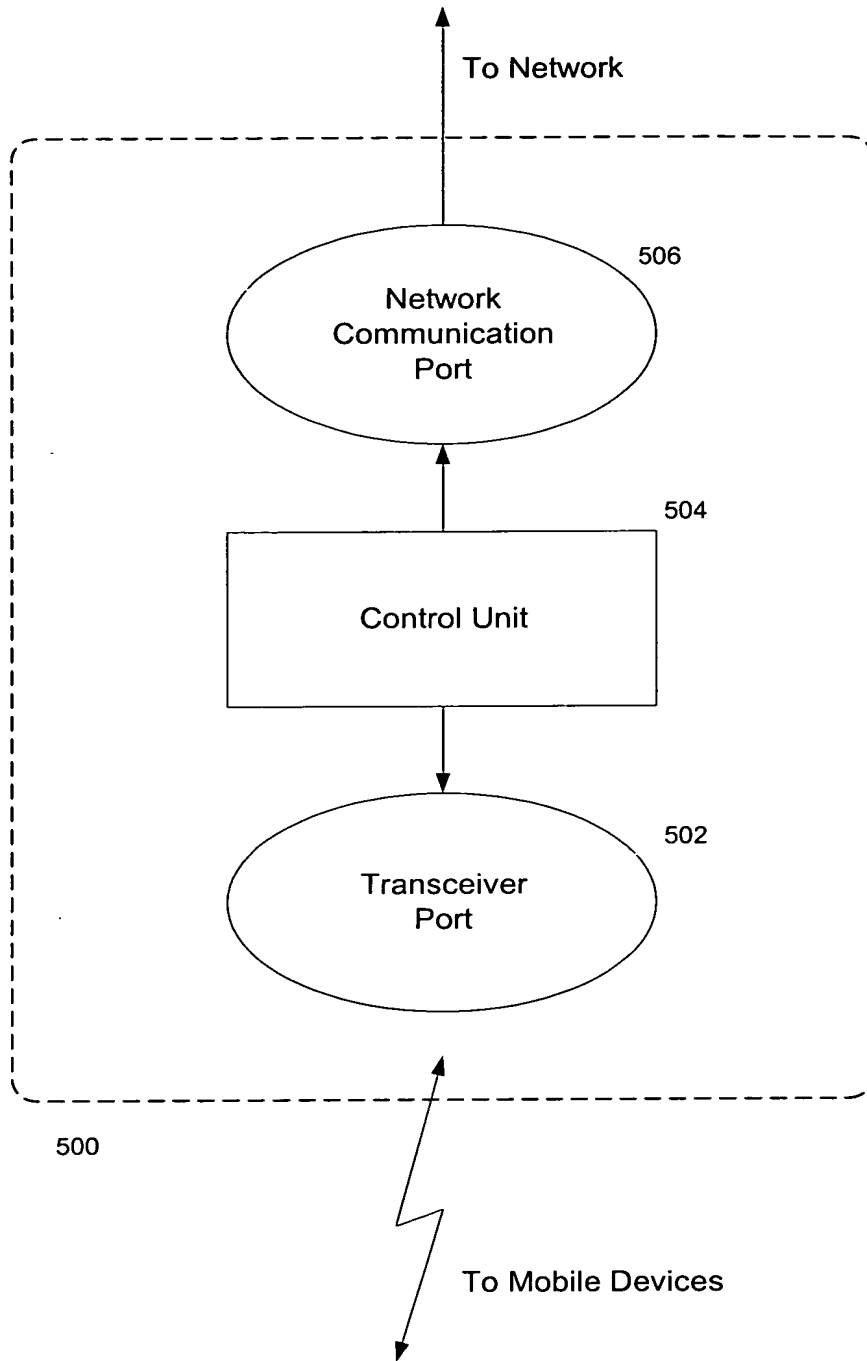 To Network
506
Network
Communication
Port
504
Control Unit
502
Transceiver
Port
500
To Mobile Devices